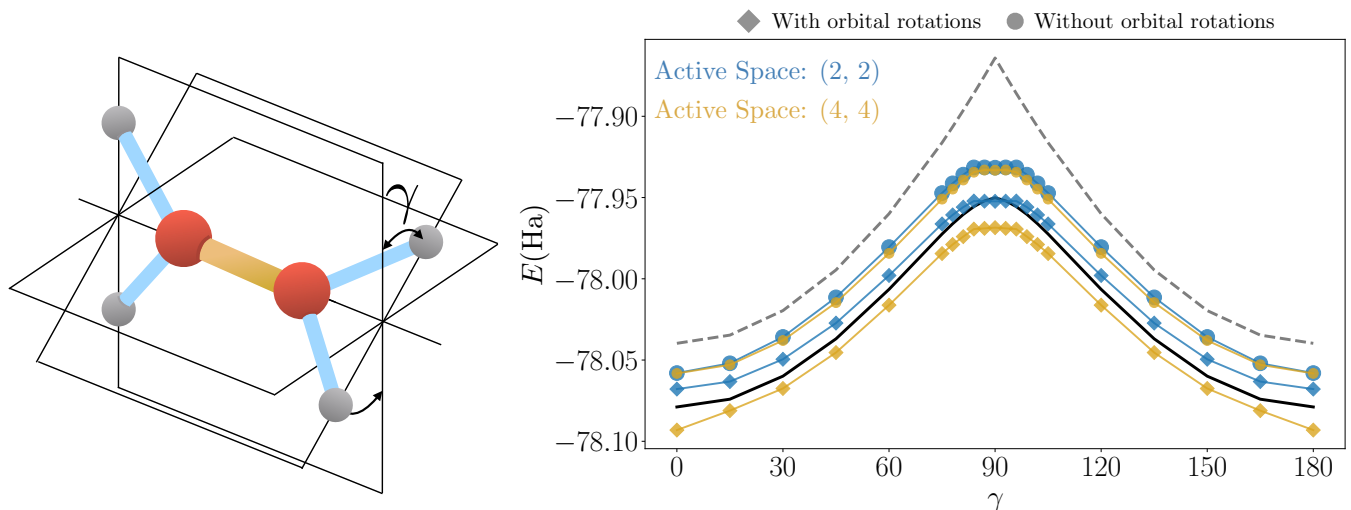 γ
With orbital rotations
Without orbital rotations
Active Space: (2, 2)
Active Space: (4, 4)
E(Ha)
−77.90
−77.95
−78.00
−78.05
−78.10
0 30 60 90 120 150 180
γ